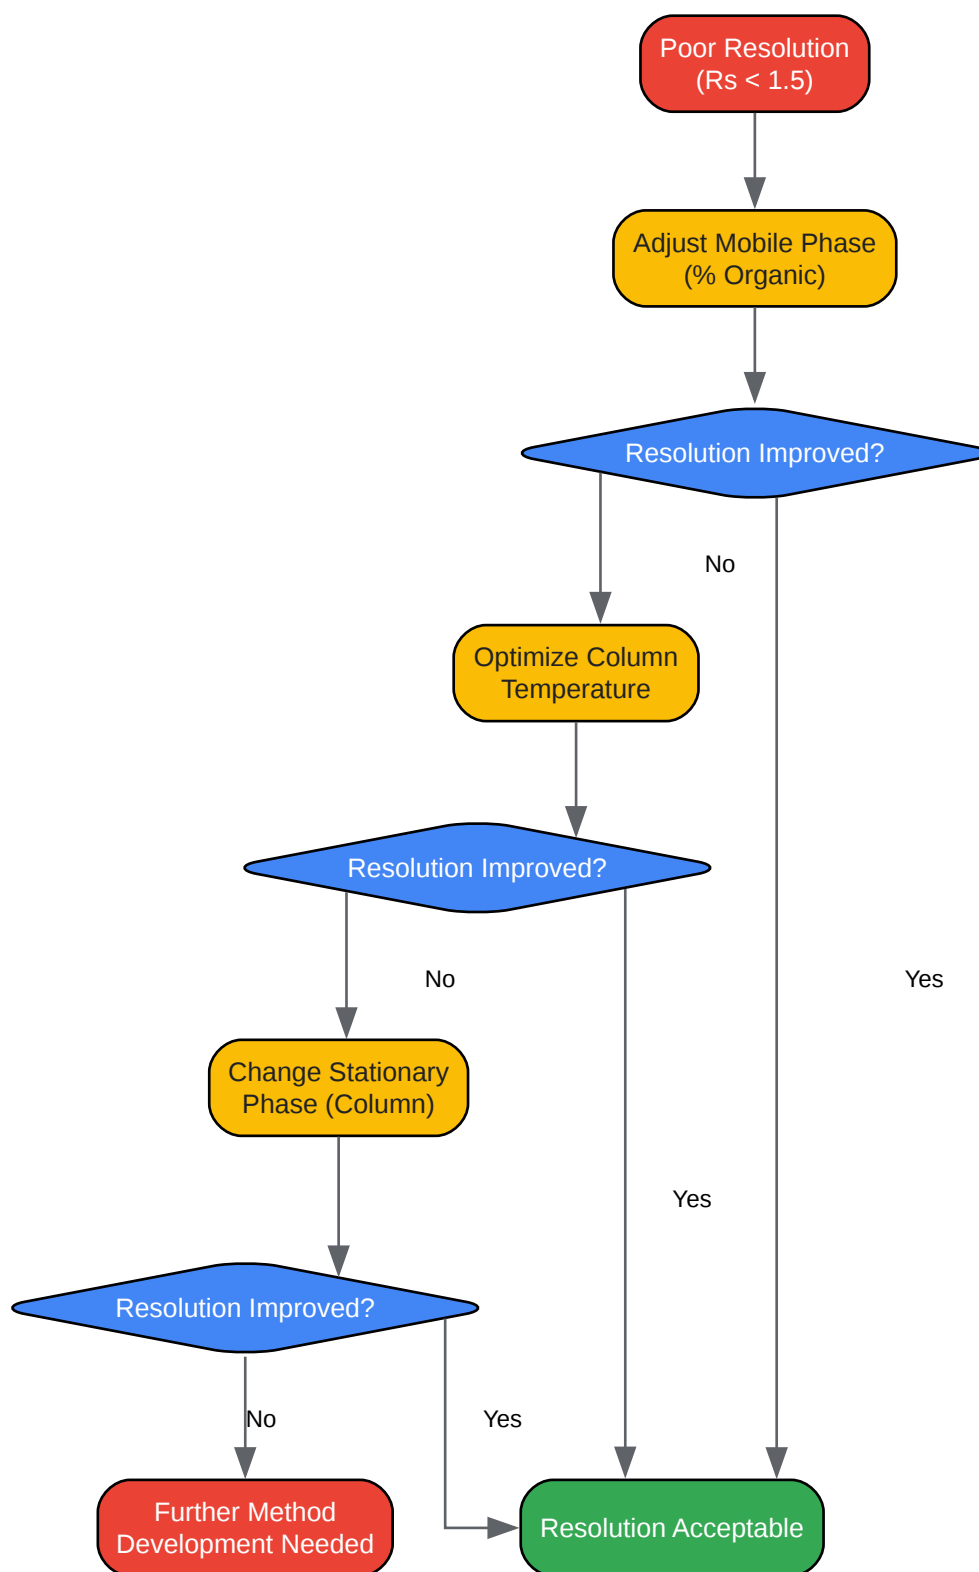 Poor Resolution
(Rs < 1.5)
Adjust Mobile Phase
(% Organic)
Resolution Improved?
No
Optimize Column
Temperature
Resolution Improved?
No
Yes
Change Stationary
Phase (Column)
Yes
Resolution Improved?
No
Yes
Further Method
Development Needed
Resolution Acceptable